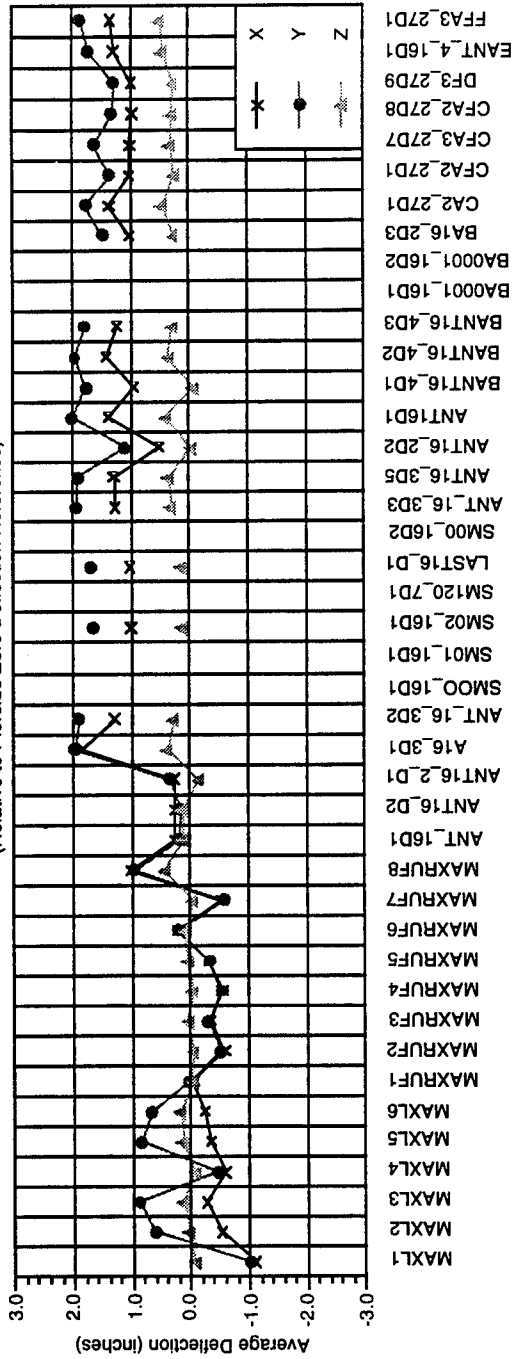 3.0
2.0
1.0
0.0
-1.0
-2.0
-3.0
Average Deflection (inches)
X
Y
Z
MAXL1
MAXL2
MAXL3
MAXL4
MAXL5
MAXL6
MAXRUF1
MAXRUF2
MAXRUF3
MAXRUF4
MAXRUF5
MAXRUF6
MAXRUF7
MAXRUF8
ANT_16D1
ANT16_D2
ANT16_2_D1
A16_3D1
ANT_16_3D2
SMOO_16D1
SM01_16D1
SM02_16D1
SM120_7D1
LAST16_D1
SM00_16D2
ANT_16_3D3
ANT16_3D5
ANT16_2D2
ANT16D1
BANT16_4D1
BANT16_4D2
BANT16_4D3
BA0001_16D1
BA0001_16D2
BA16_2D3
CA2_27D1
CFA2_27D1
CFA3_27D7
CFA2_27D8
DF3_27D9
EANT_4_16D1
FFA3_27D1